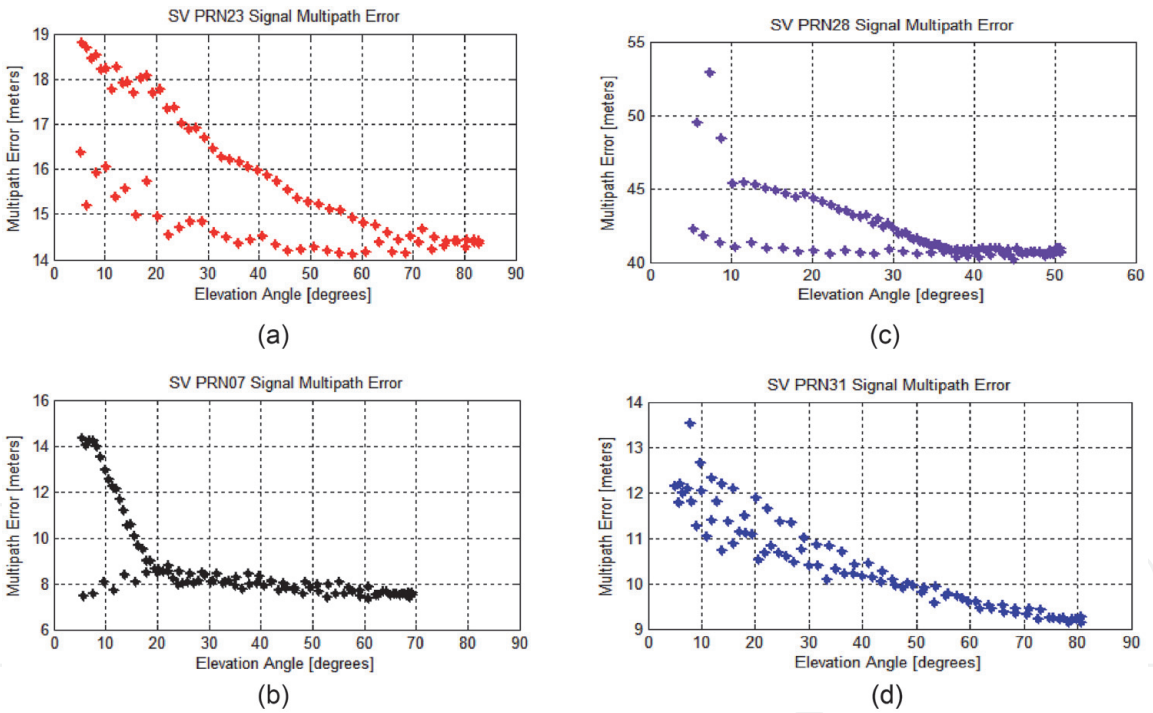 SV PRN23 Signal Multipath Error
Multipath Error [meters]
19
18
17
16
15
14
0 10 20 30 40 50 60 70 80 90
Elevation Angle [degrees]
(a)
SV PRN28 Signal Multipath Error
Multipath Error [meters]
55
50
45
40
0 10 20 30 40 50 60
Elevation Angle [degrees]
(c)
SV PRN07 Signal Multipath Error
Multipath Error [meters]
16
14
12
10
8
6
0 10 20 30 40 50 60 70 80 90
Elevation Angle [degrees]
(b)
SV PRN31 Signal Multipath Error
Multipath Error [meters]
14
13
12
11
10
9
0 10 20 30 40 50 60 70 80 90
Elevation Angle [degrees]
(d)